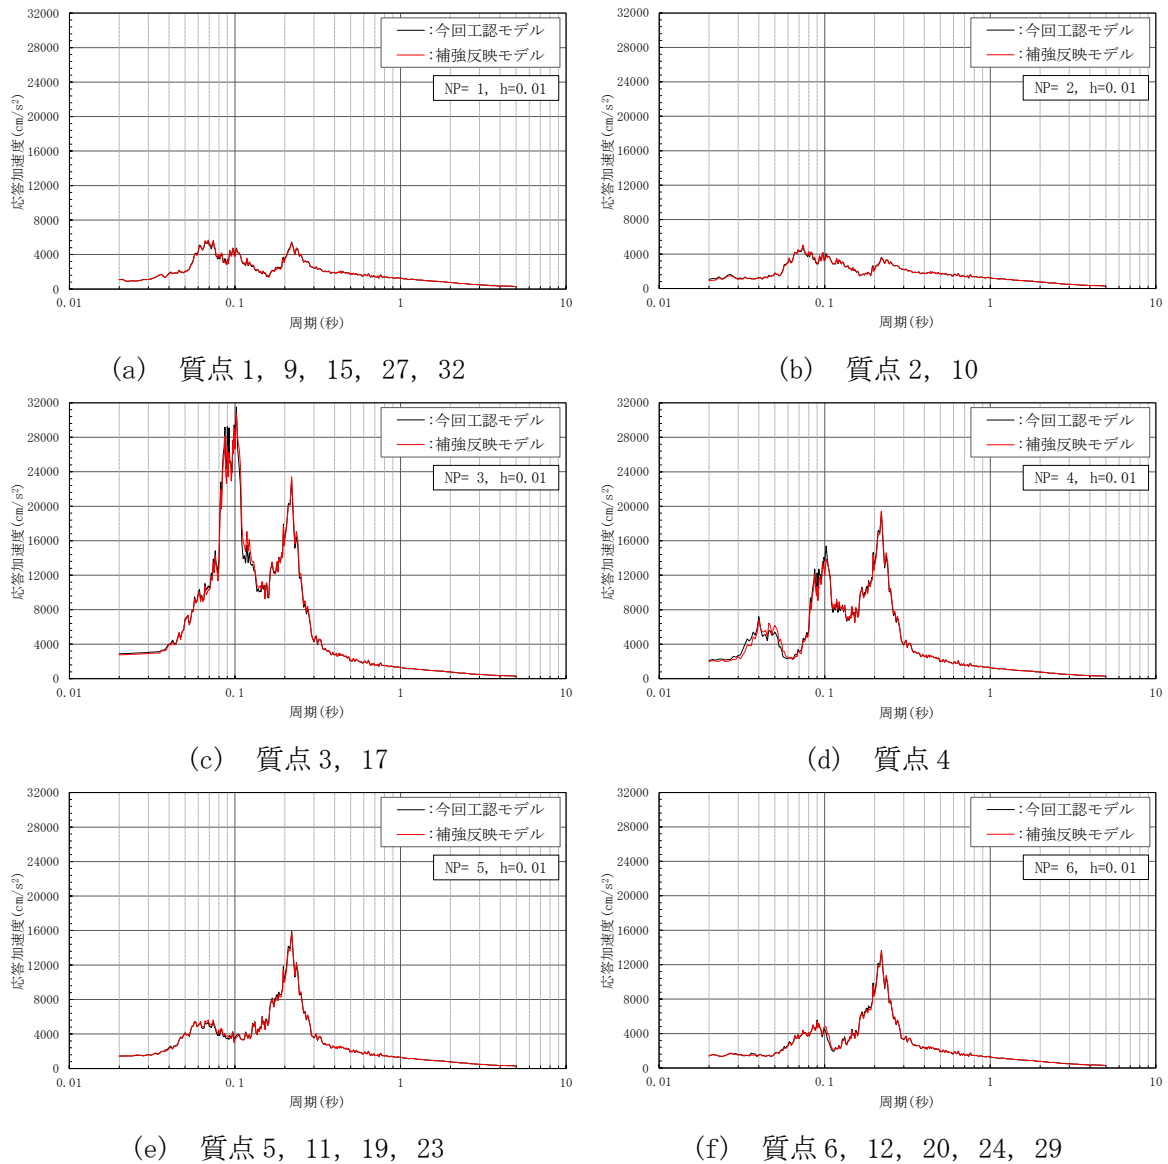 32000
28000
24000
20000
16000
12000
8000
4000
0
応答加速度(cm/s²)
—:今回工認モデル
—:補強反映モデル
NP= 1, h=0.01
0.01 0.1 1 10
周期(秒)
(a) 質点 1, 9, 15, 27, 32
32000
28000
24000
20000
16000
12000
8000
4000
0
応答加速度(cm/s²)
—:今回工認モデル
—:補強反映モデル
NP= 2, h=0.01
0.01 0.1 1 10
周期(秒)
(b) 質点 2, 10
32000
28000
24000
20000
16000
12000
8000
4000
0
応答加速度(cm/s²)
—:今回工認モデル
—:補強反映モデル
NP= 3, h=0.01
0.01 0.1 1 10
周期(秒)
(c) 質点 3, 17
32000
28000
24000
20000
16000
12000
8000
4000
0
応答加速度(cm/s²)
—:今回工認モデル
—:補強反映モデル
NP= 4, h=0.01
0.01 0.1 1 10
周期(秒)
(d) 質点 4
32000
28000
24000
20000
16000
12000
8000
4000
0
応答加速度(cm/s²)
—:今回工認モデル
—:補強反映モデル
NP= 5, h=0.01
0.01 0.1 1 10
周期(秒)
(e) 質点 5, 11, 19, 23
32000
28000
24000
20000
16000
12000
8000
4000
0
応答加速度(cm/s²)
—:今回工認モデル
—:補強反映モデル
NP= 6, h=0.01
0.01 0.1 1 10
周期(秒)
(f) 質点 6, 12, 20, 24, 29